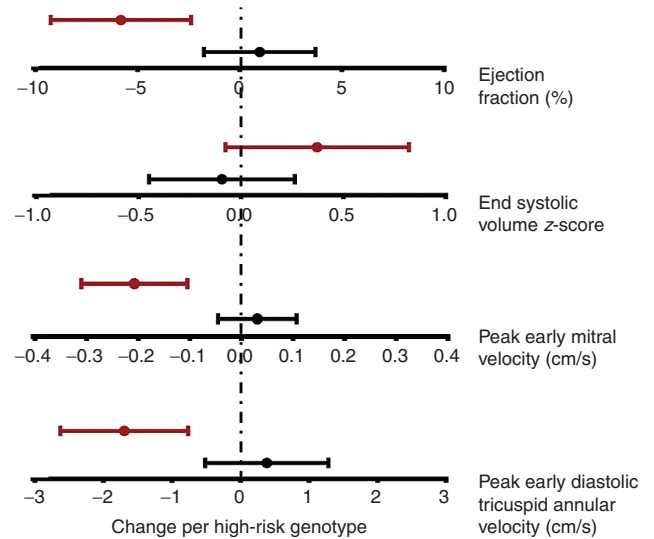 −10 −5 0 5 10
Ejection
fraction (%)
−1.0 −0.5 0.0 0.5 1.0
End systolic
volume z-score
−0.4 −0.3 −0.2 −0.1 0.0 0.1 0.2 0.3 0.4
Peak early mitral
velocity (cm/s)
−3 −2 −1 0 1 2 3
Peak early diastolic
tricuspid annular
velocity (cm/s)
Change per high-risk genotype